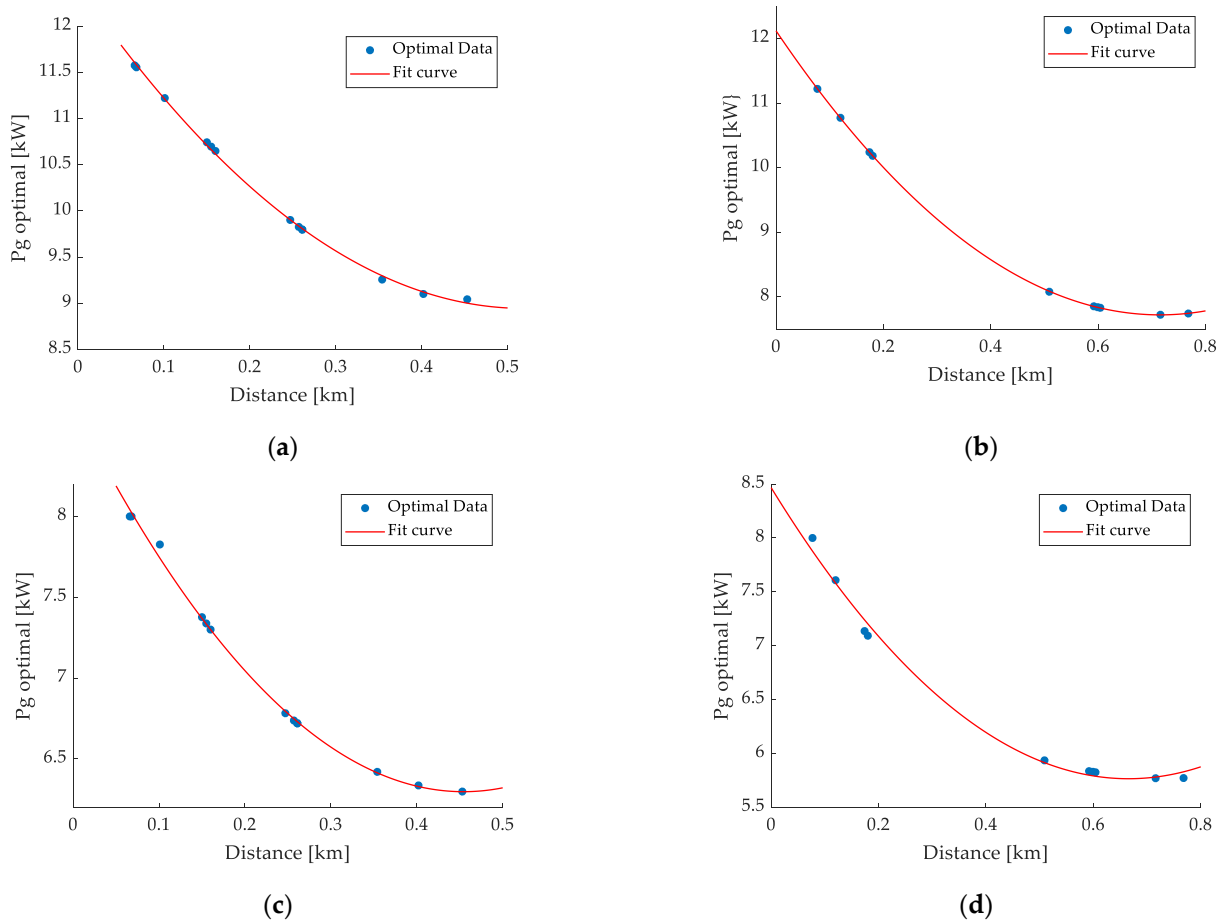 12
11.5
11
10.5
10
9.5
9
8.5
0
0.1
0.2
0.3
0.4
0.5
Pg optimal [kW]
Distance [km]
Optimal Data
Fit curve
(a)
12
11
10
9
8
0
0.2
0.4
0.6
0.8
Pg optimal [kW}
Distance [km]
Optimal Data
Fit curve
(b)
8
7.5
7
6.5
0
0.1
0.2
0.3
0.4
0.5
Pg optimal [kW]
Distance [km]
Optimal Data
Fit curve
(c)
8.5
8
7.5
7
6.5
6
5.5
0
0.2
0.4
0.6
0.8
Pg optimal [kW]
Distance [km]
Optimal Data
Fit curve
(d)